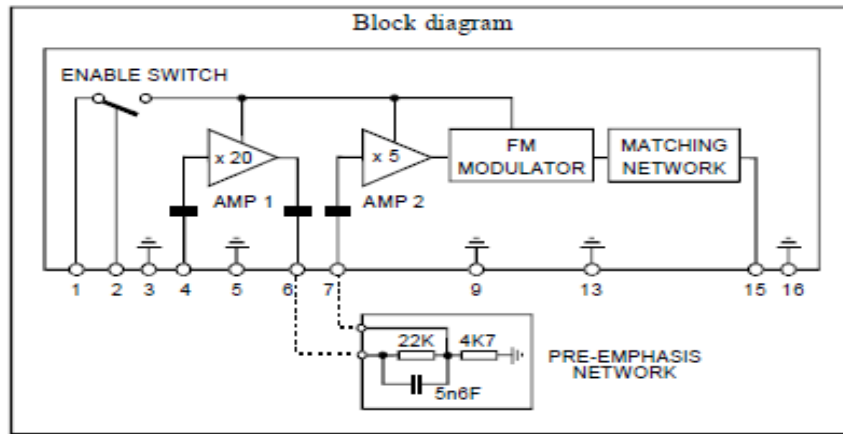 Block diagram
ENABLE SWITCH
x 20
x 5
FM
MODULATOR
MATCHING
NETWORK
AMP 1
AMP 2
1 2 3 4 5 6 7 9 13 15 16
22K 4K7
5n6F
PRE-EMPHASIS
NETWORK